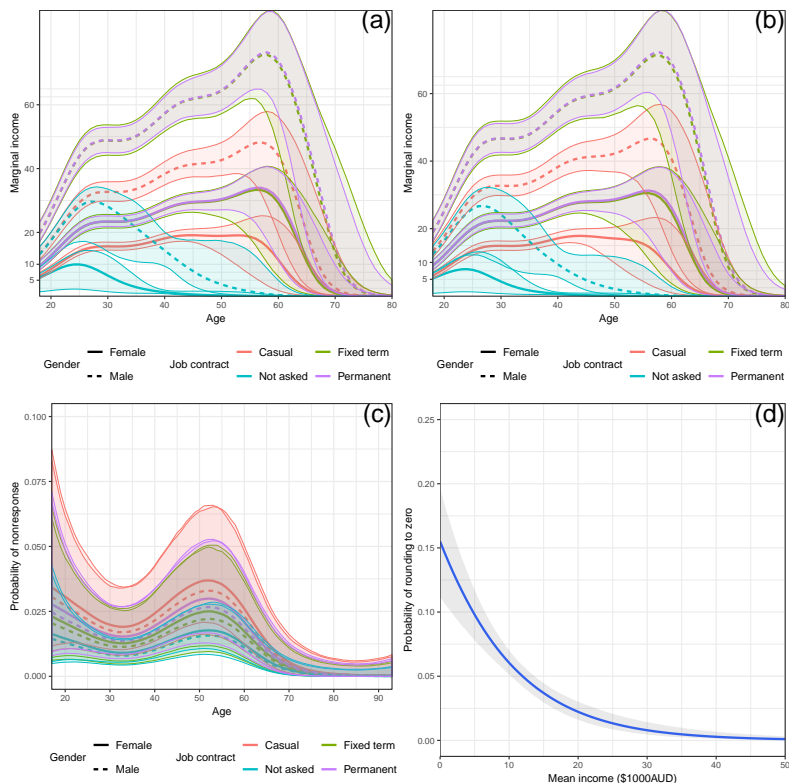 (a)
Marginal income
60
40
20
10
5
20 30 40 50 60 70 80
Age
Gender
Female
Male
Job contract
Casual
Not asked
Fixed term
Permanent
(b)
Marginal income
60
40
20
10
5
20 30 40 50 60 70 80
Age
Gender
Female
Male
Job contract
Casual
Not asked
Fixed term
Permanent
(c)
Probability of nonresponse
0.100
0.075
0.050
0.025
0.000
20 30 40 50 60 70 80 90
Age
Gender
Female
Male
Job contract
Casual
Not asked
Fixed term
Permanent
(d)
Probability of rounding to zero
0.25
0.20
0.15
0.10
0.05
0.00
0 10 20 30 40 50
Mean income ($1000AUD)